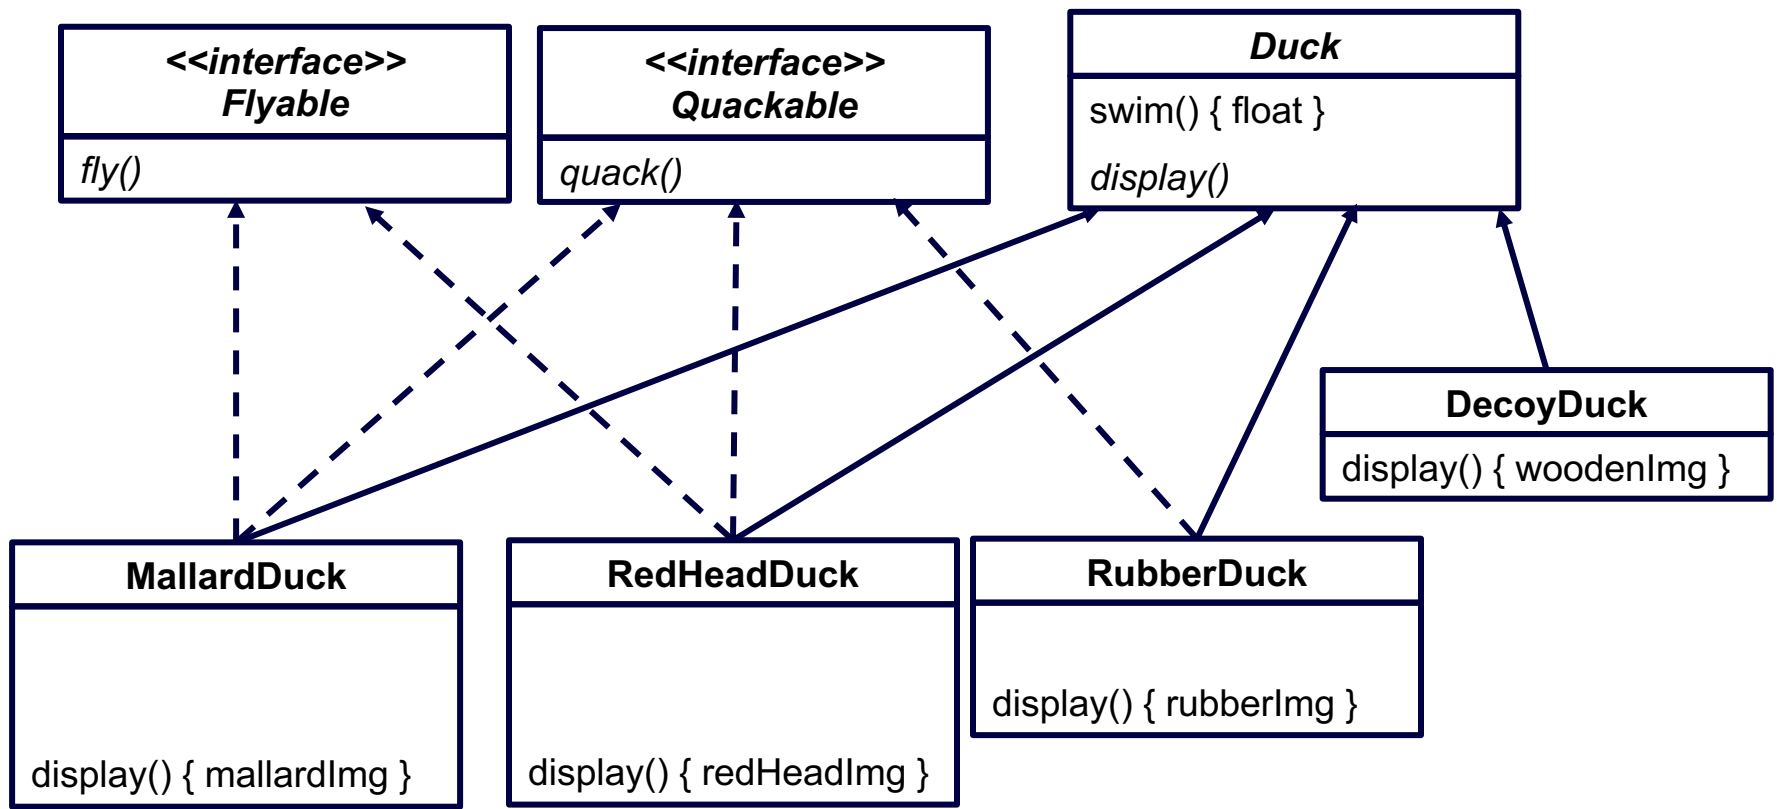 <<interface>>
Flyable
fly()
<<interface>>
Quackable
quack()
Duck
swim() { float }
display()
DecoyDuck
display() { woodenImg }
MallardDuck
display() { mallardImg }
RedHeadDuck
display() { redHeadImg }
RubberDuck
display() { rubberImg }